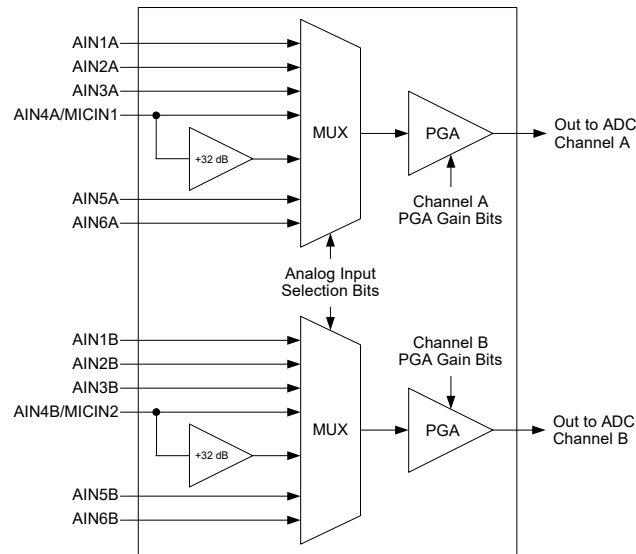 AIN1A
AIN2A
AIN3A
AIN4A/MICIN1
+32 dB
AIN5A
AIN6A
MUX
PGA
Out to ADC
Channel A
Channel A
PGA Gain Bits
Analog Input
Selection Bits
AIN1B
AIN2B
AIN3B
AIN4B/MICIN2
+32 dB
AIN5B
AIN6B
MUX
Channel B
PGA Gain Bits
PGA
Out to ADC
Channel B